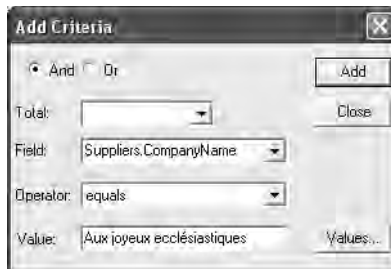 Add Criteria
And Or
Add
Total:
Close
Field: Suppliers.CompanyName
Operator: equals
Value: Aux joyeux ecclésiastiques
Values...